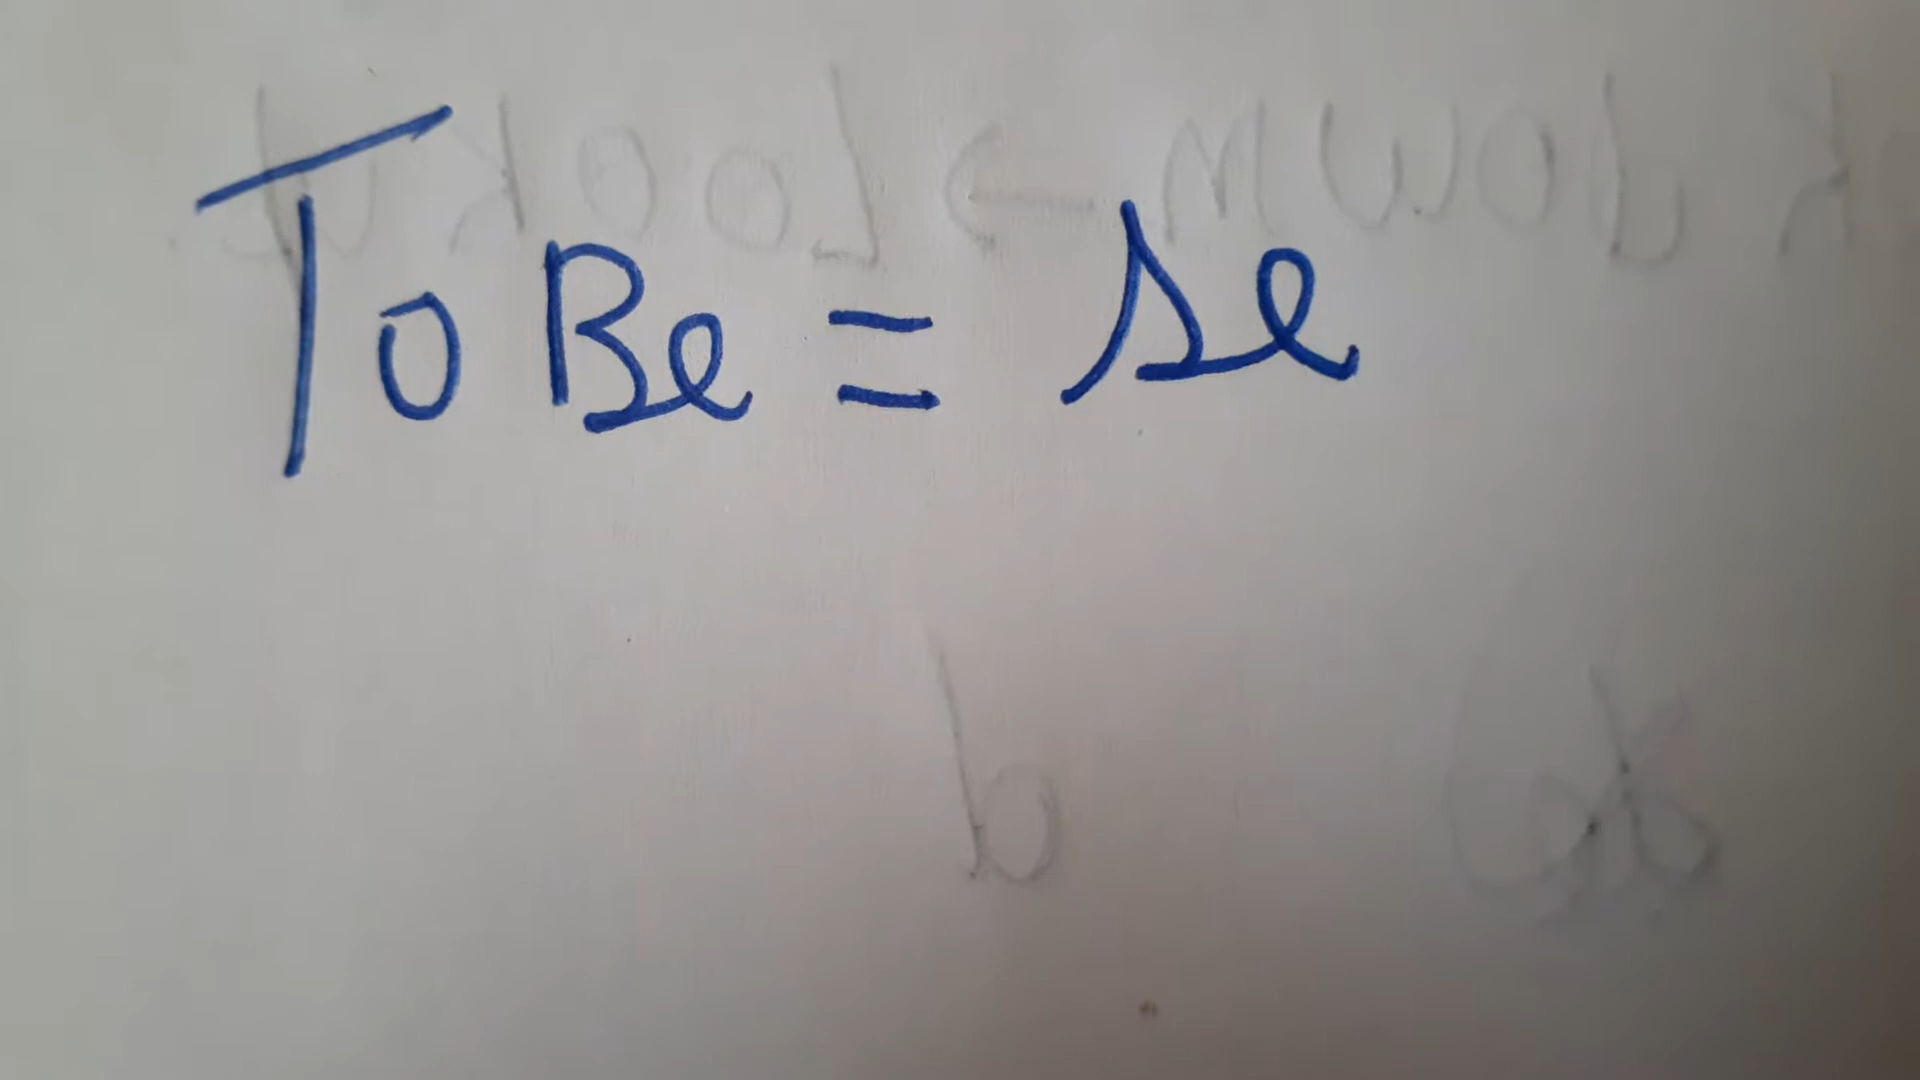 To Be = se